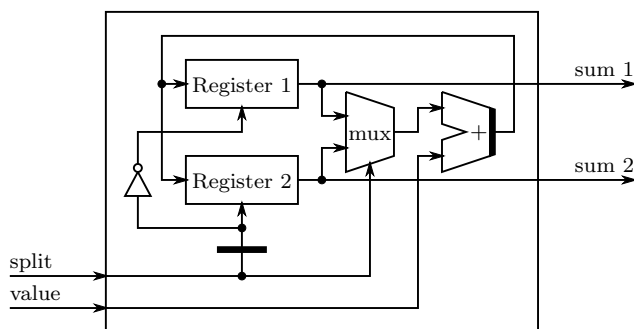 sum 1
Register 1
mux
+
sum 2
Register 2
split
value